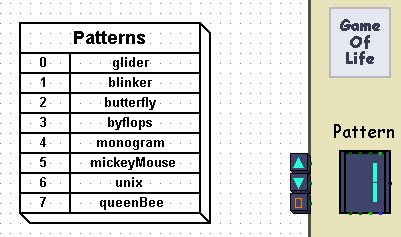 Patterns
0 glider
1 blinker
2 butterfly
3 byflops
4 monogram
5 mickeyMouse
6 unix
7 queenBee
Game
Of
Life
Pattern
1